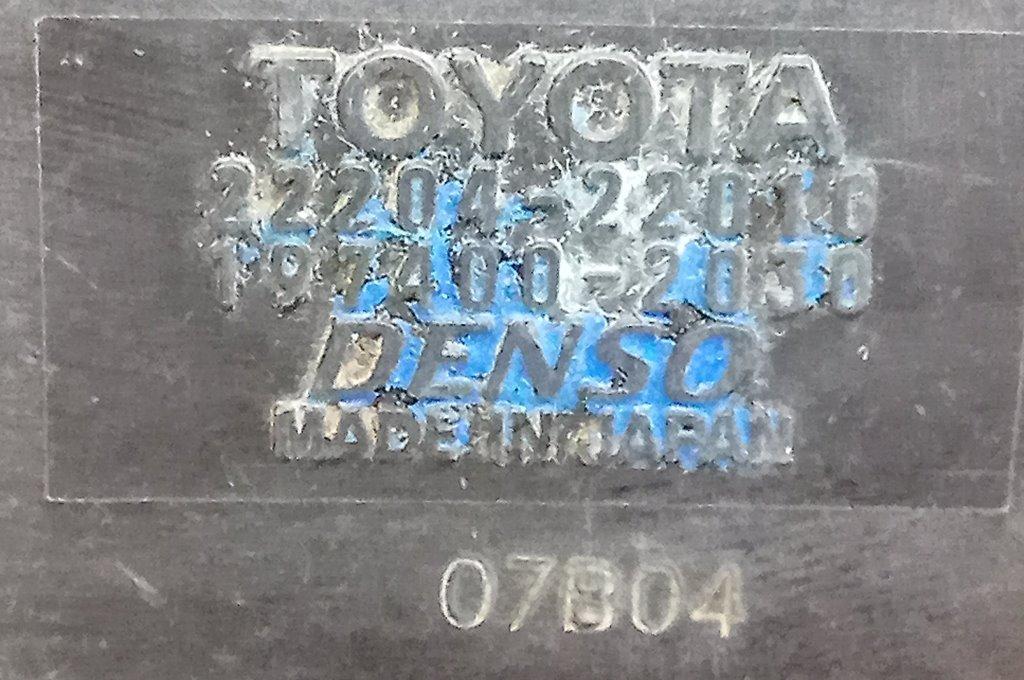 TOYOTA
22204-22010
197400-2030
DENSO
MADE IN JAPAN
07B04